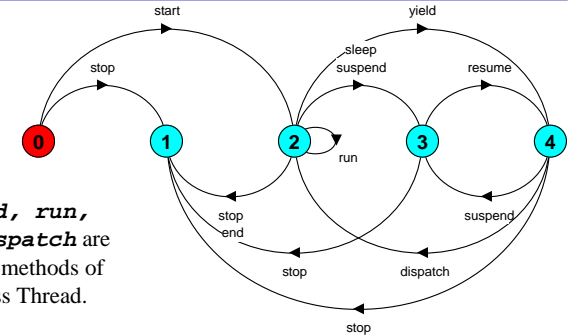 start
yield
sleep
stop
suspend
resume
0
1
2
3
4
run
d, run,
stop
suspend
end
spatch are
stop
dispatch
methods of
ss Thread.
stop